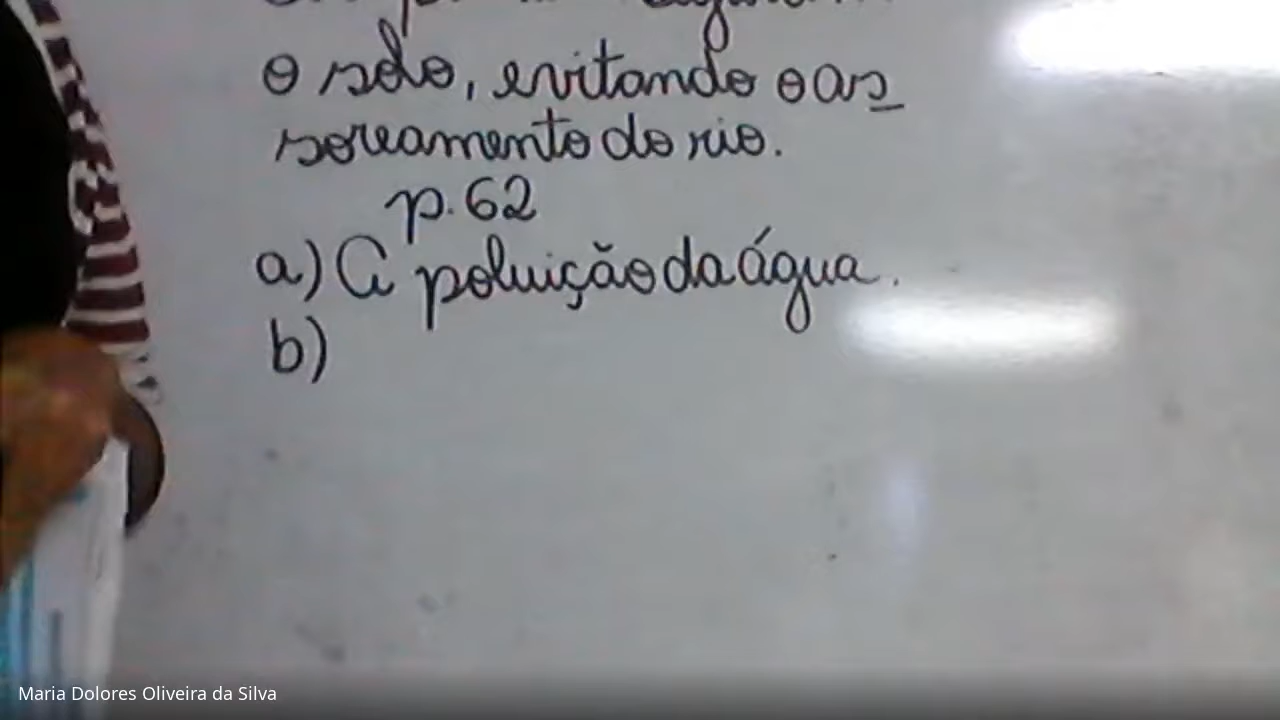 o solo, evitando o as
soreamento do rio.
p. 62
a) A poluição da água.
b)
Maria Dolores Oliveira da Silva